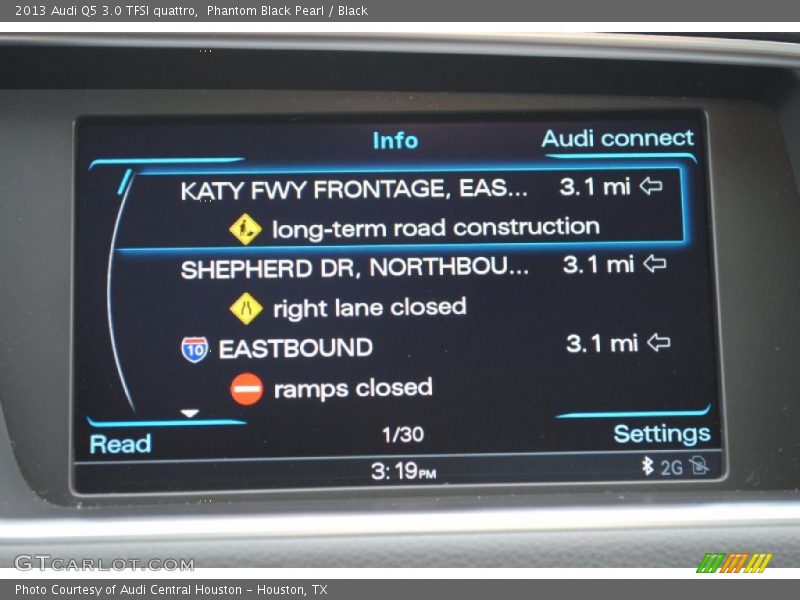 2013 Audi Q5 3.0 TFSI quattro,  Phantom Black Pearl / Black
Info
Audi connect
KATY FWY FRONTAGE, EAS... 3.1 mi
long-term road construction
SHEPHERD DR, NORTHBOU... 3.1 mi
right lane closed
10 EASTBOUND 3.1 mi
ramps closed
Read
1/30
Settings
3:19PM
2G
GTCARLOT.COM
Photo Courtesy of Audi Central Houston - Houston, TX